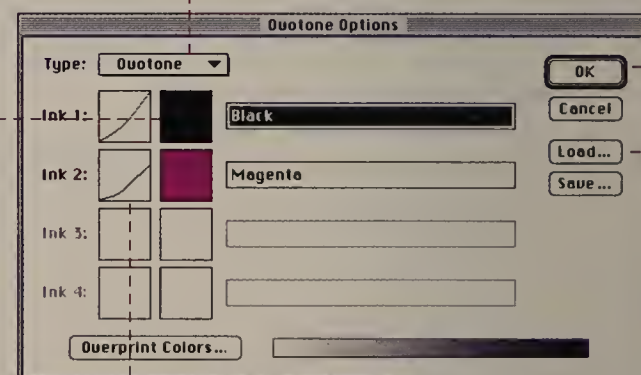 Duotone Options
Type: Duotone
OK
Ink 1: Black
Cancel
Load...
Ink 2: Magenta
Save...
Ink 3:
Ink 4:
Overprint Colors...